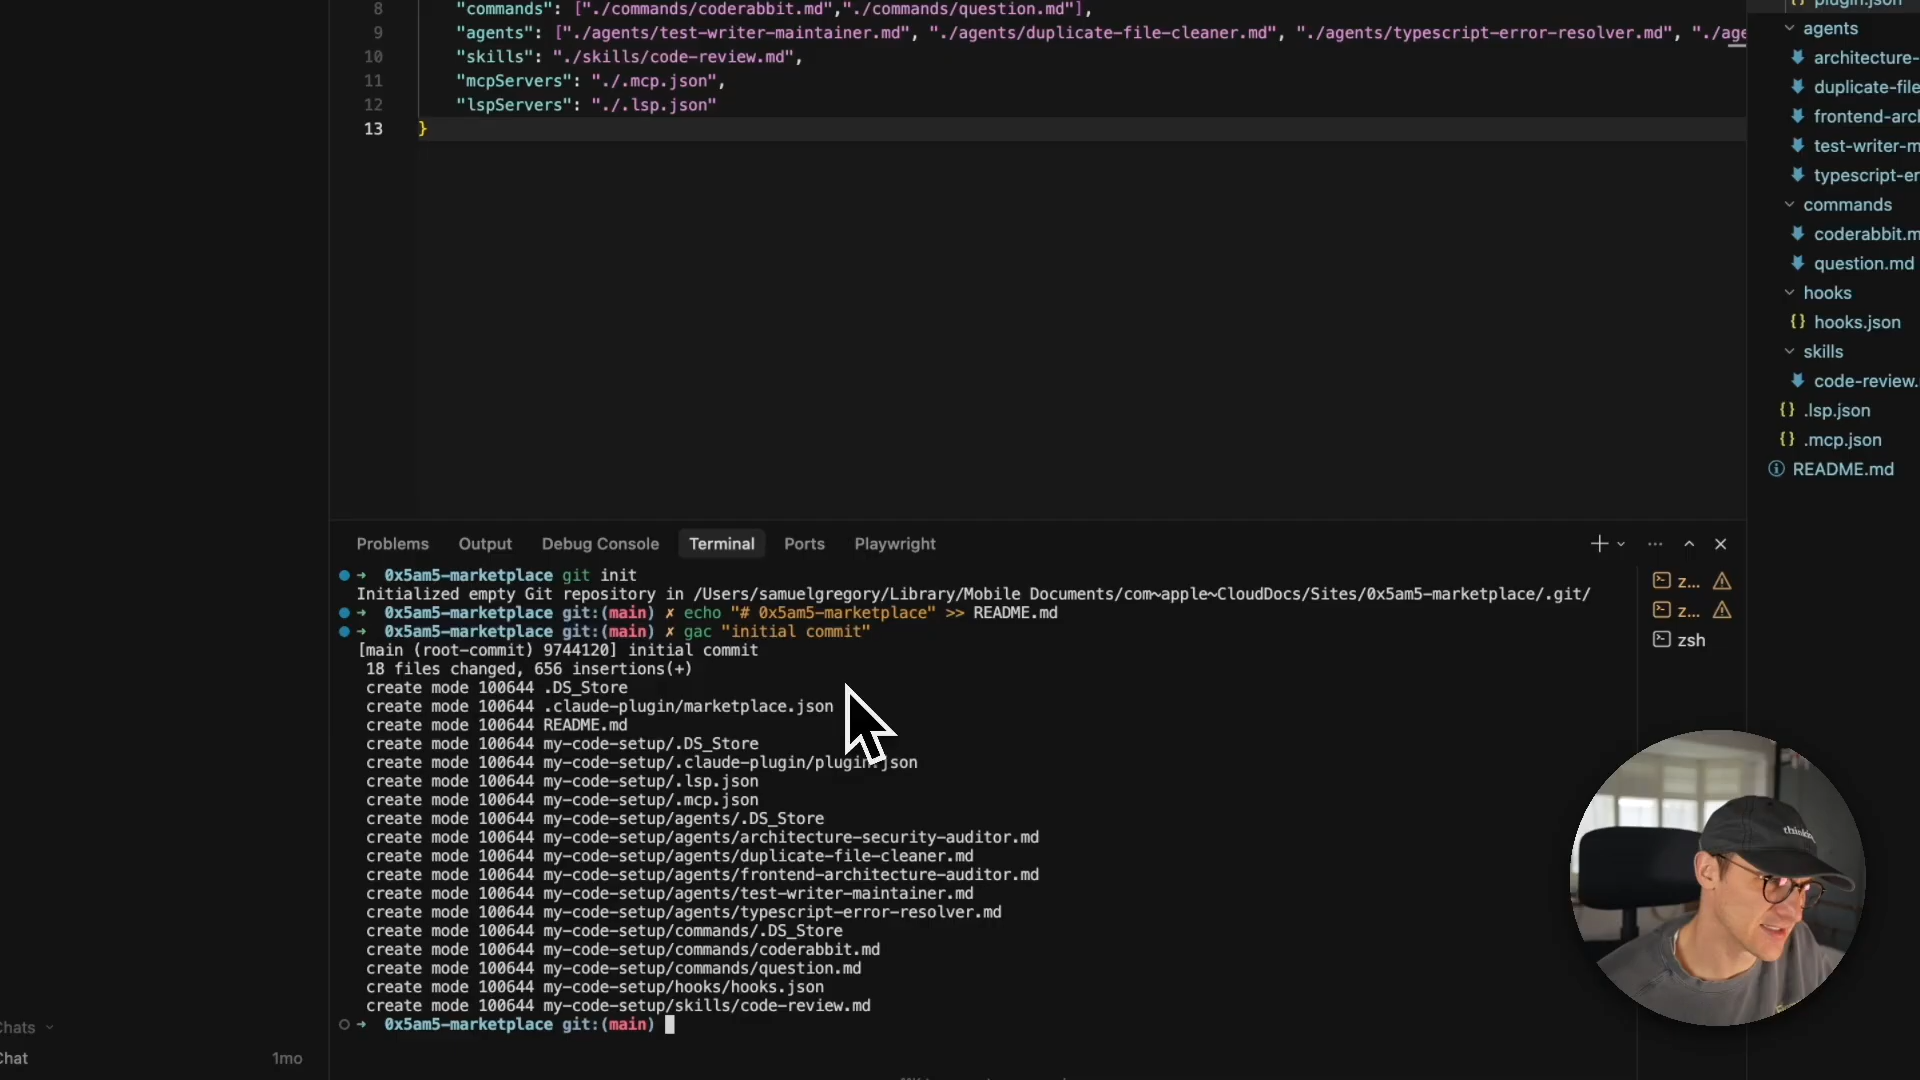 8 "commands": ["./commands/coderabbit.md","./commands/question.md"],
9 "agents": ["./agents/test-writer-maintainer.md", "./agents/duplicate-file-cleaner.md", "./agents/typescript-error-resolver.md", "./age
10 "skills": "./skills/code-review.md",
11 "mcpServers": "./.mcp.json",
12 "lspServers": "./.lsp.json"
13 }
plugin.json
agents
architecture-
duplicate-file
frontend-arch
test-writer-m
typescript-er
commands
coderabbit.m
question.md
hooks
hooks.json
skills
code-review.
.lsp.json
.mcp.json
README.md
Problems Output Debug Console Terminal Ports Playwright
z...
z...
zsh
→ 0x5am5-marketplace git init
Initialized empty Git repository in /Users/samuelgregory/Library/Mobile Documents/com~apple~CloudDocs/Sites/0x5am5-marketplace/.git/
→ 0x5am5-marketplace git:(main) ✗ echo "# 0x5am5-marketplace" >> README.md
→ 0x5am5-marketplace git:(main) ✗ gac "initial commit"
[main (root-commit) 9744120] initial commit
18 files changed, 656 insertions(+)
create mode 100644 .DS_Store
create mode 100644 .claude-plugin/marketplace.json
create mode 100644 README.md
create mode 100644 my-code-setup/.DS_Store
create mode 100644 my-code-setup/.claude-plugin/plugin.json
create mode 100644 my-code-setup/.lsp.json
create mode 100644 my-code-setup/.mcp.json
create mode 100644 my-code-setup/agents/.DS_Store
create mode 100644 my-code-setup/agents/architecture-security-auditor.md
create mode 100644 my-code-setup/agents/duplicate-file-cleaner.md
create mode 100644 my-code-setup/agents/frontend-architecture-auditor.md
create mode 100644 my-code-setup/agents/test-writer-maintainer.md
create mode 100644 my-code-setup/agents/typescript-error-resolver.md
create mode 100644 my-code-setup/commands/.DS_Store
create mode 100644 my-code-setup/commands/coderabbit.md
create mode 100644 my-code-setup/commands/question.md
create mode 100644 my-code-setup/hooks/hooks.json
create mode 100644 my-code-setup/skills/code-review.md
→ 0x5am5-marketplace git:(main)
Chats
Chat 1mo